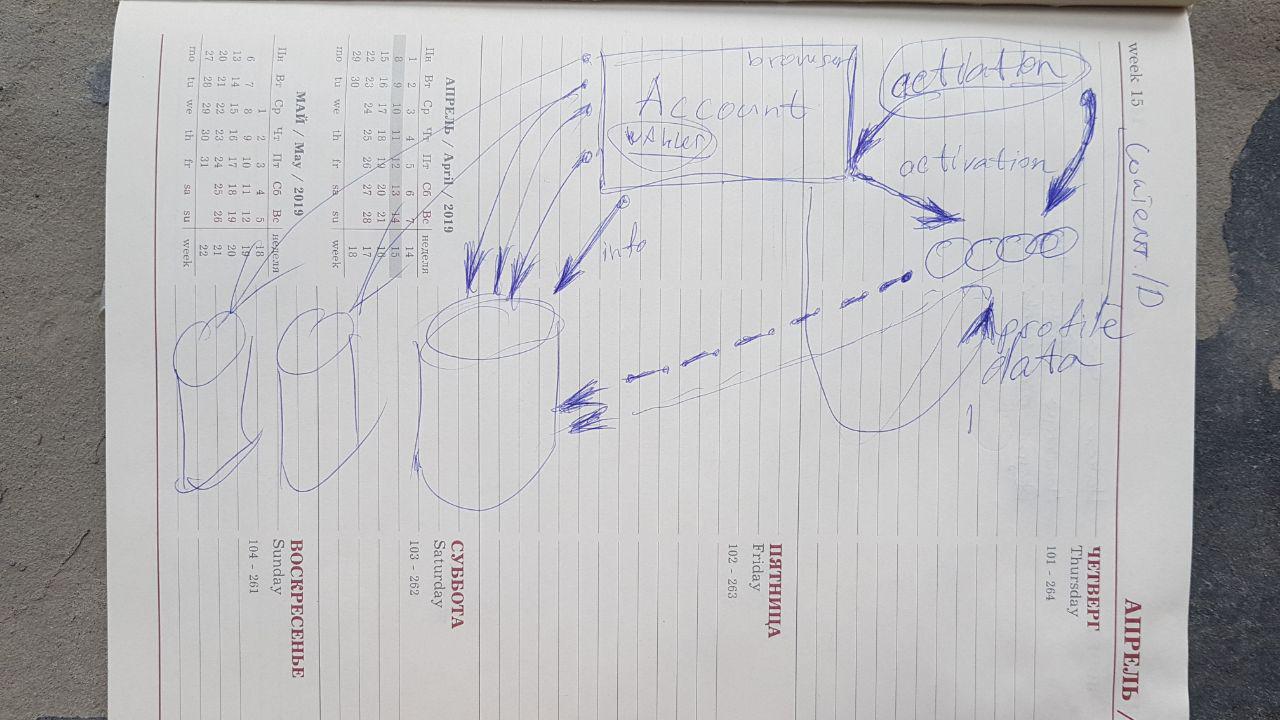 week 15
АПРЕЛЬ /
ЧЕТВЕРГ
Thursday
101 - 264
ПЯТНИЦА
Friday
102 - 263
СУББОТА
Saturday
103 - 262
ВОСКРЕСЕНЬЕ
Sunday
104 - 261
АПРЕЛЬ / April / 2019
Пн Вт Ср Чт Пт Сб Вс неделя
1 2 3 4 5 6 7 14
8 9 10 11 12 13 14 15
15 16 17 18 19 20 21 16
22 23 24 25 26 27 28 17
29 30 18
mo tu we th fr sa su week
МАЙ / May / 2019
Пн Вт Ср Чт Пт Сб Вс неделя
1 2 3 4 5 18
6 7 8 9 10 11 12 19
13 14 15 16 17 18 19 20
20 21 22 23 24 25 26 21
27 28 29 30 31 22
mo tu we th fr sa su week
activation
Account
activation
info
profile
data